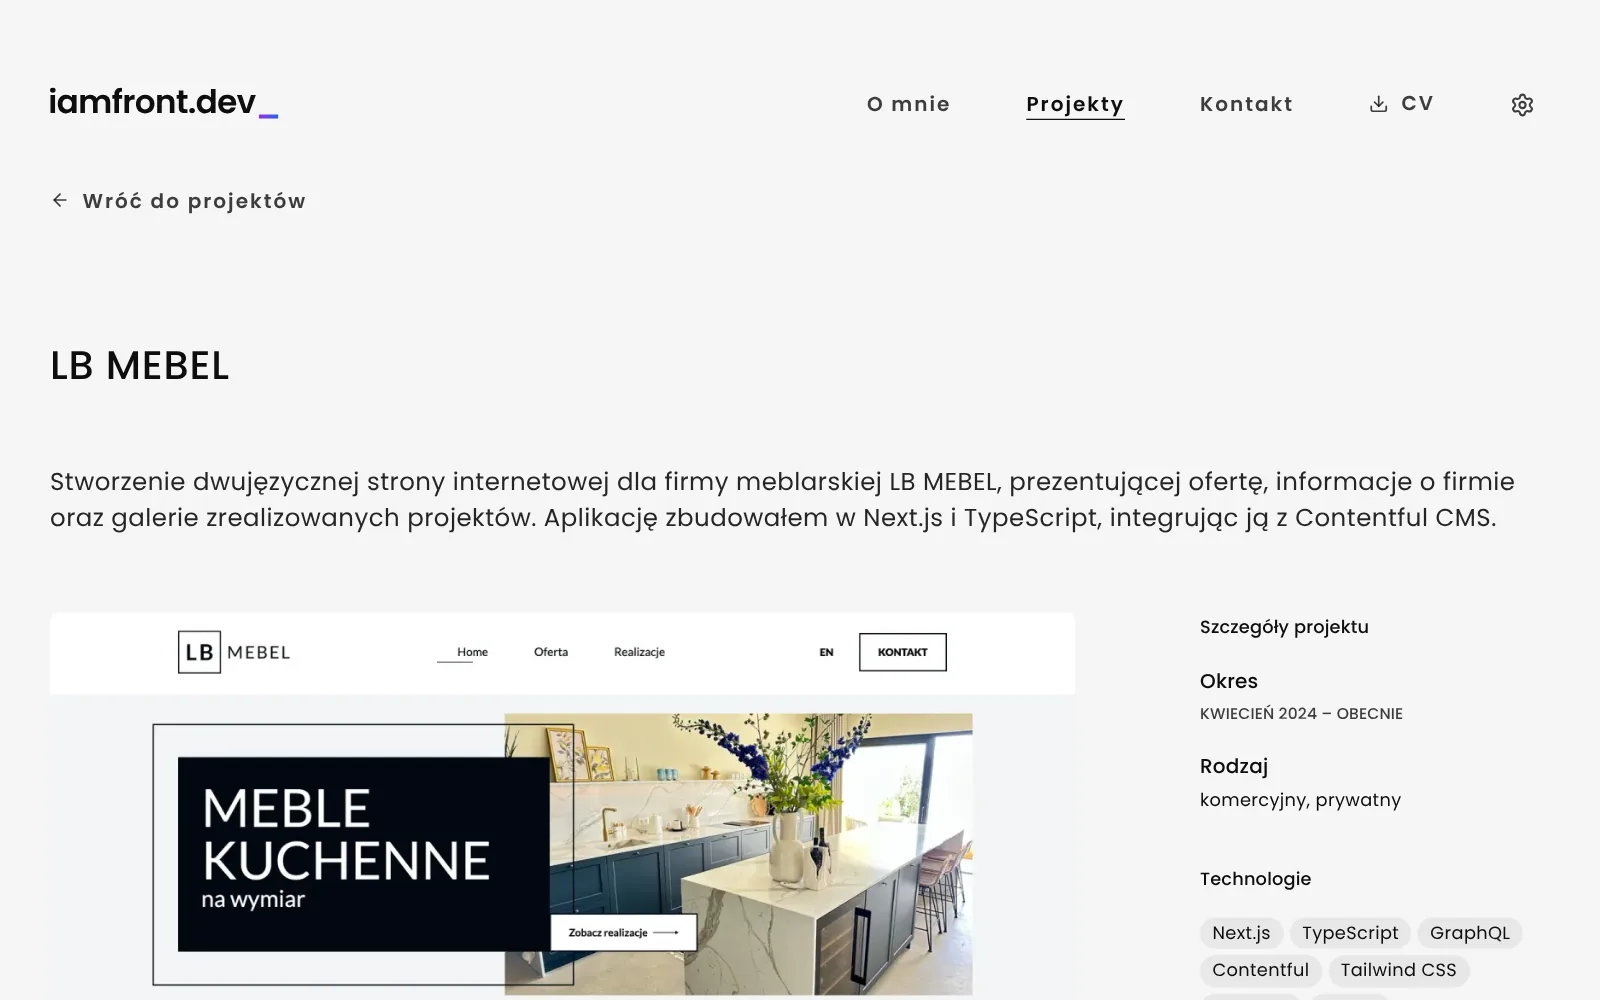 iamfront.dev_
O mnie
Projekty
Kontakt
CV
Wróć do projektów
LB MEBEL
Stworzenie dwujęzycznej strony internetowej dla firmy meblarskiej LB MEBEL, prezentującej ofertę, informacje o firmie
oraz galerie zrealizowanych projektów. Aplikację zbudowałem w Next.js i TypeScript, integrując ją z Contentful CMS.
LB MEBEL
Home
Oferta
Realizacje
EN
KONTAKT
MEBLE
KUCHENNE
na wymiar
Zobacz realizacje
Szczegóły projektu
Okres
KWIECIEŃ 2024 – OBECNIE
Rodzaj
komercyjny, prywatny
Technologie
Next.js
TypeScript
GraphQL
Contentful
Tailwind CSS